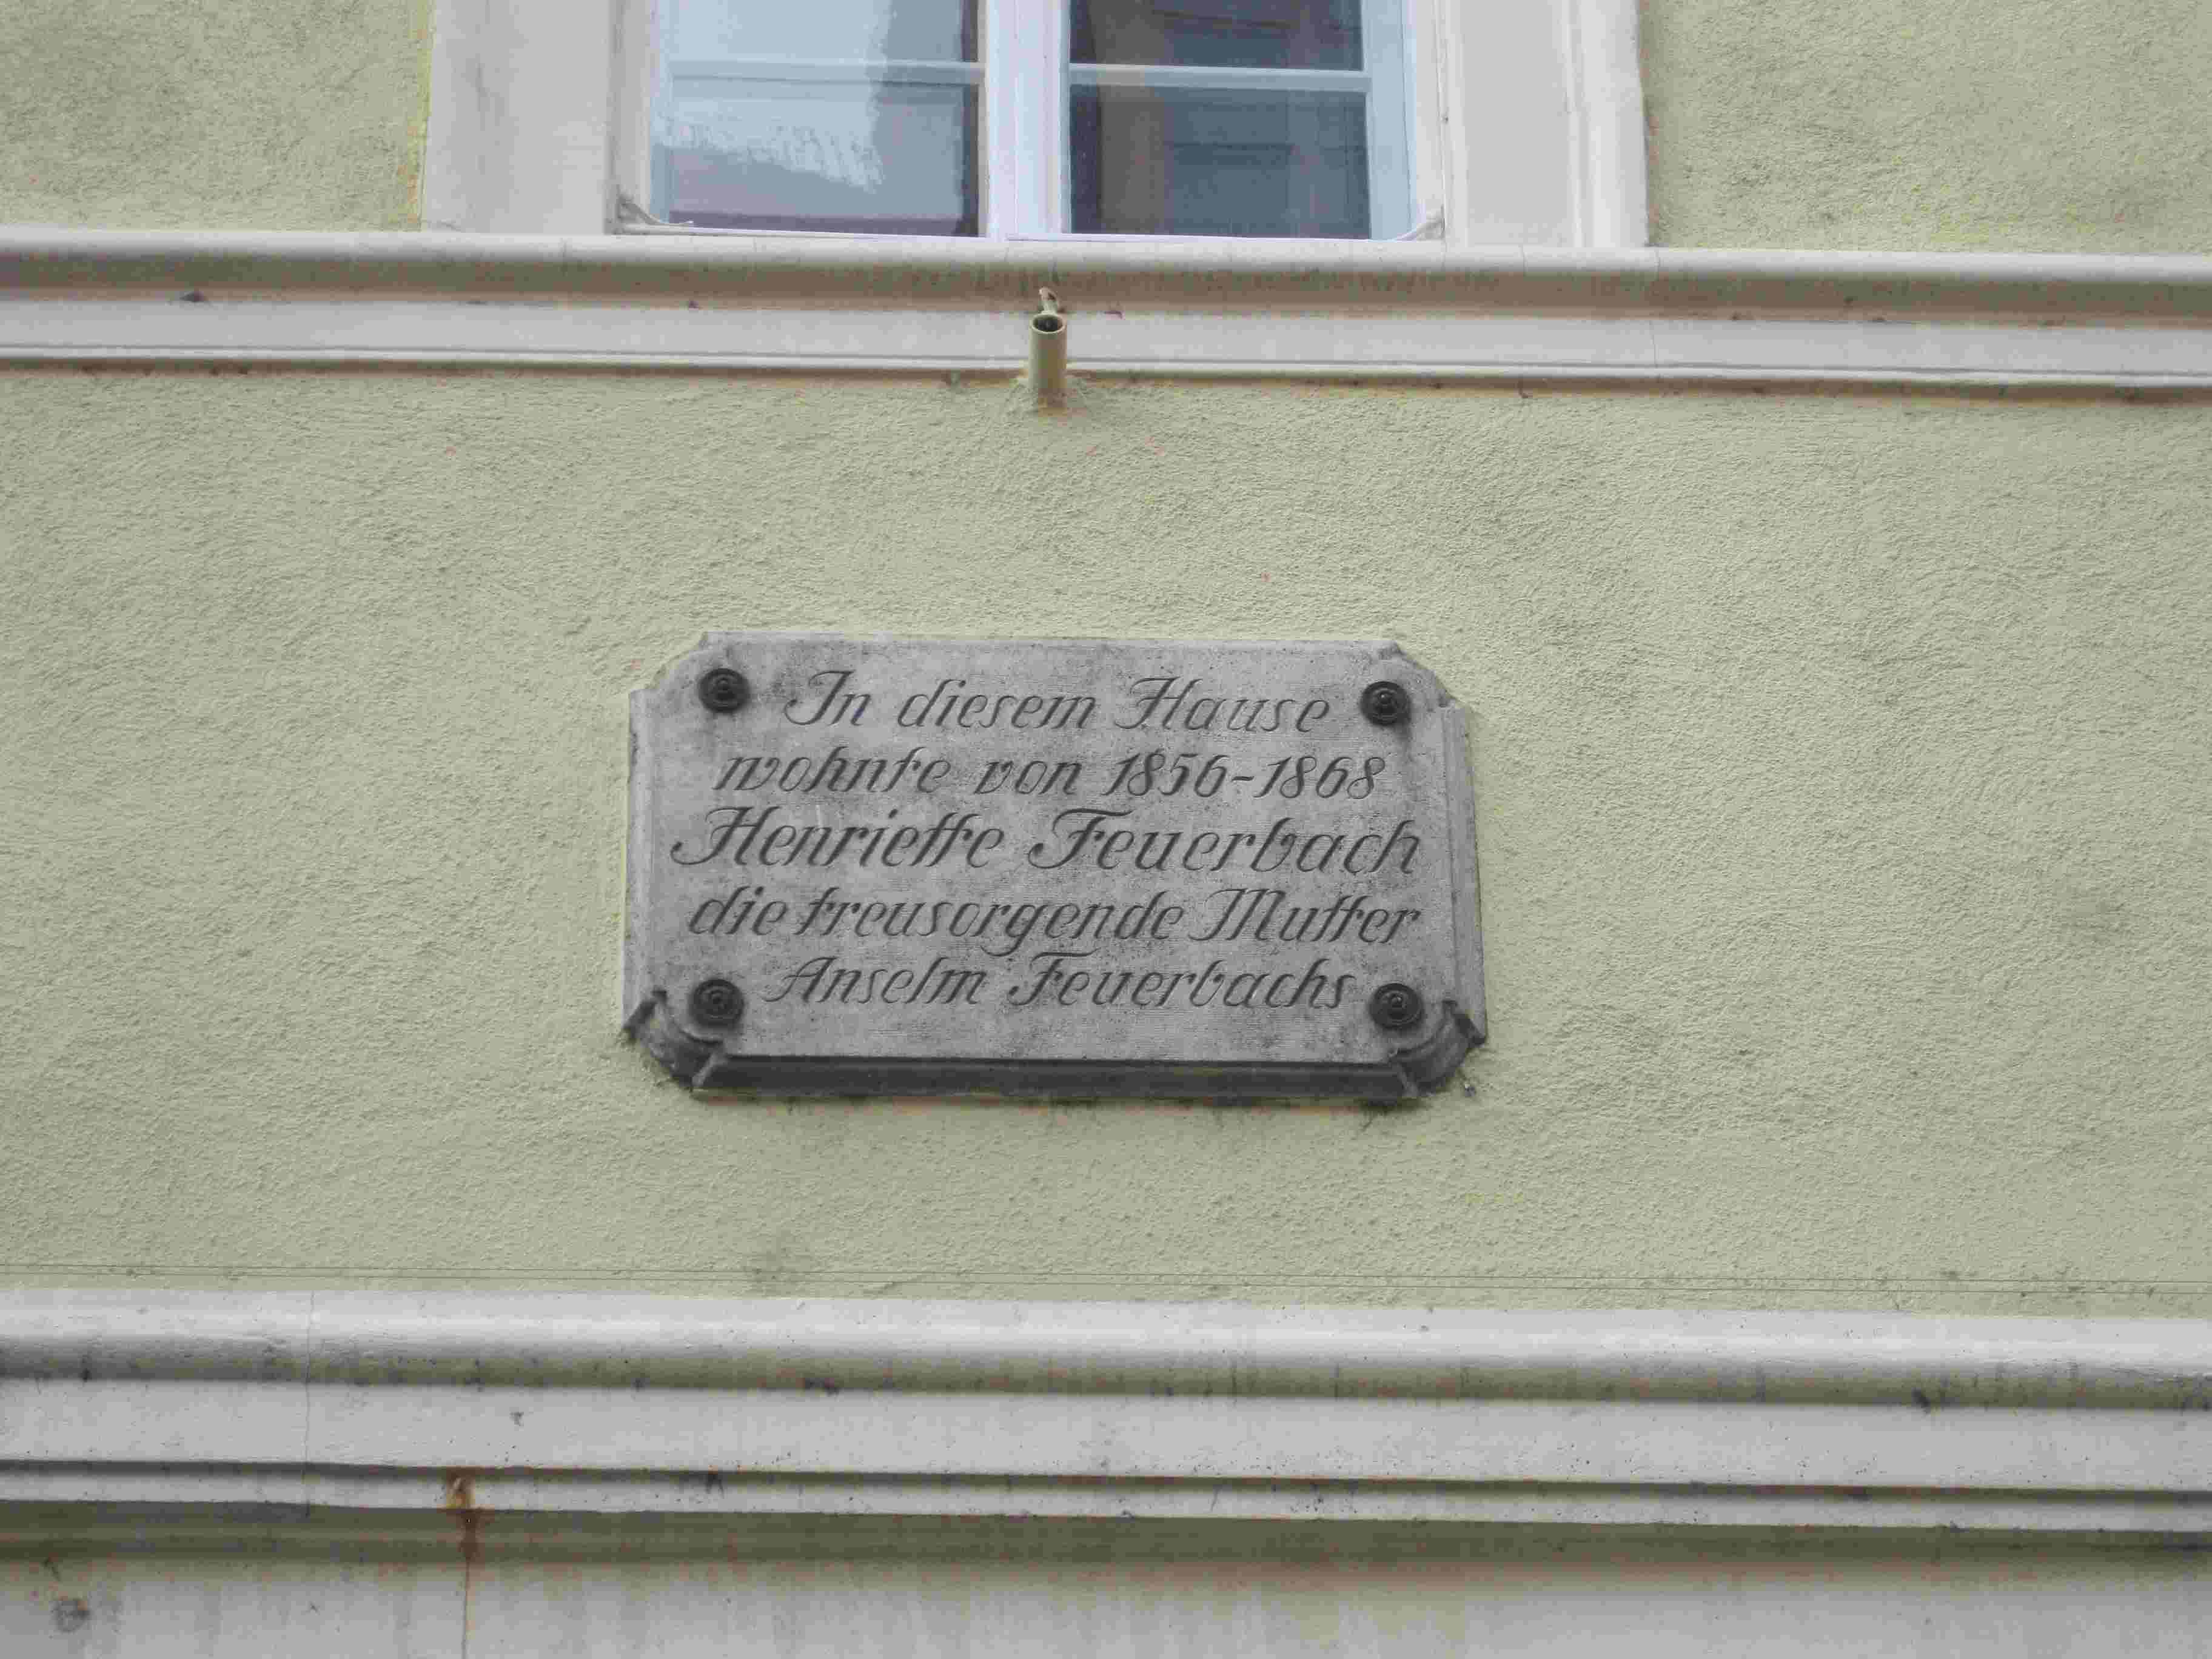 In diesem Hause
wohnte von 1856-1868
Henriette Feuerbach
die treusorgende Mutter
Anselm Feuerbachs